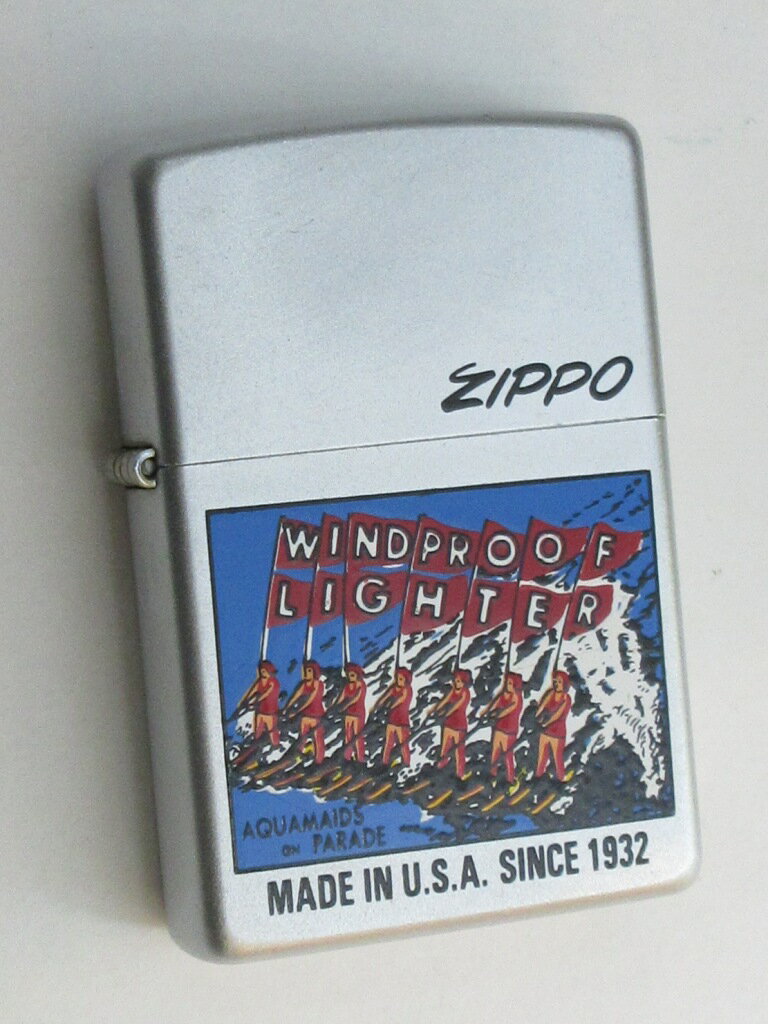 ZIPPO
WINDPROOF
LIGHTER
AQUAMAIDS
ON PARADE
MADE IN U.S.A. SINCE 1932